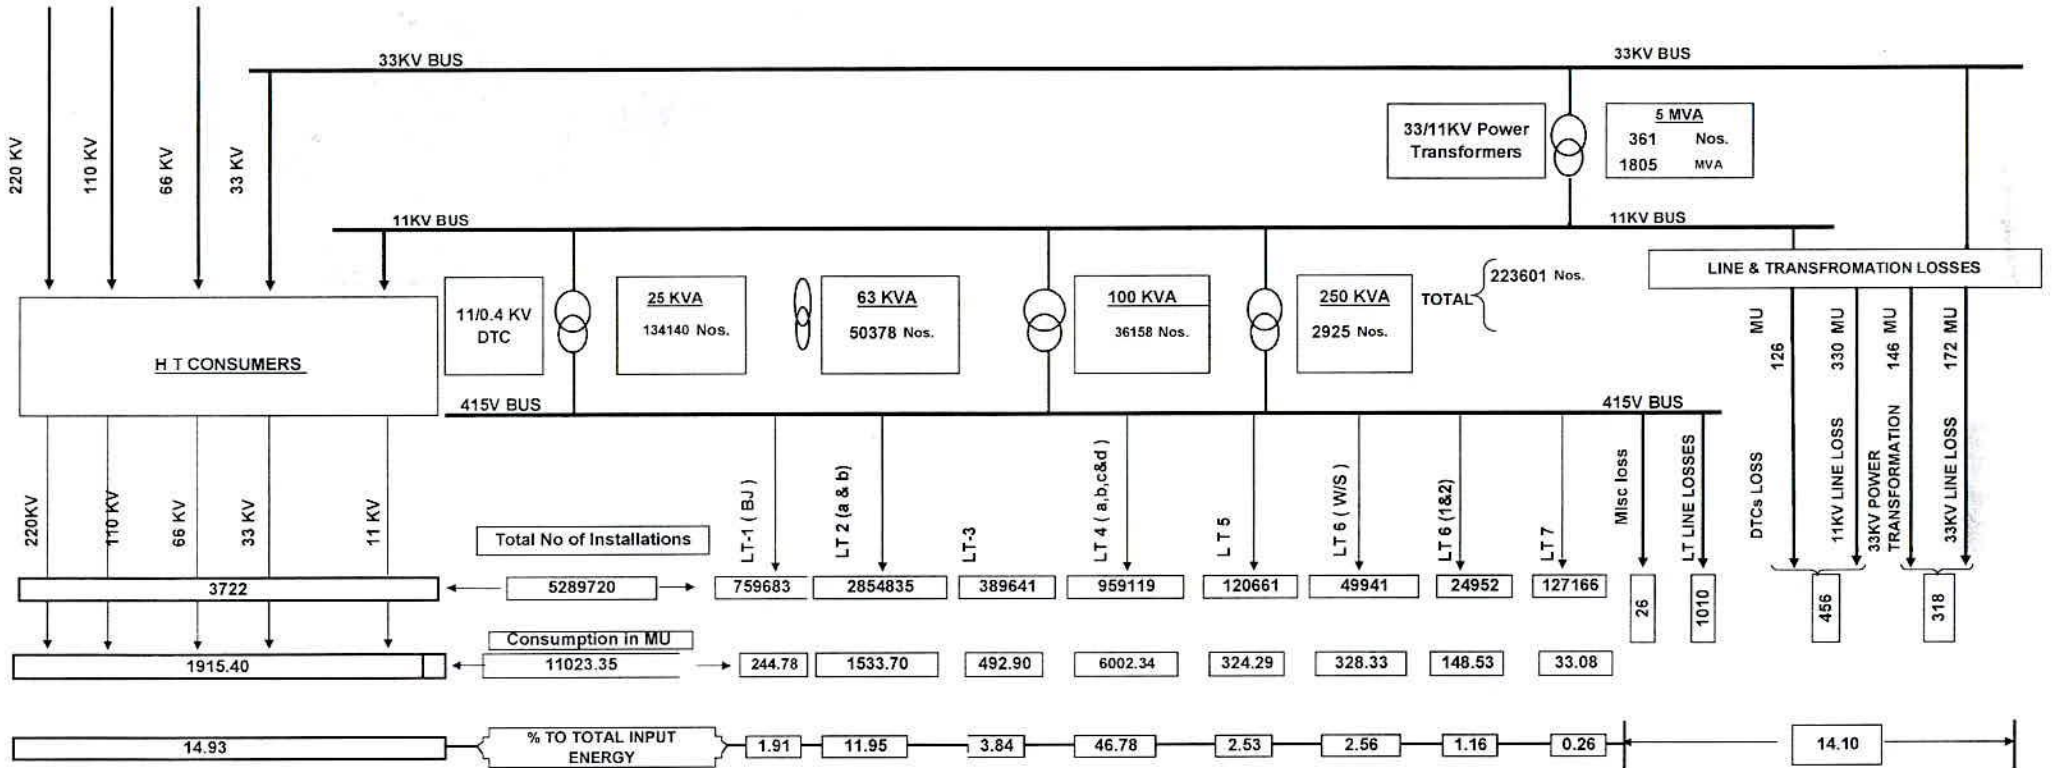 33KV BUS
33KV BUS
220 KV
110 KV
66 KV
33 KV
33/11KV Power
Transformers
5 MVA
361 Nos.
1805 MVA
11KV BUS
11KV BUS
H T CONSUMERS
11/0.4 KV
DTC
25 KVA
134140 Nos.
63 KVA
50378 Nos.
100 KVA
36158 Nos.
250 KVA
2925 Nos.
TOTAL
223601 Nos.
LINE & TRANSFROMATION LOSSES
126 MU
330 MU
146 MU
172 MU
415V BUS
415V BUS
220KV
110 KV
66 KV
33 KV
11 KV
LT-1 ( BJ )
LT 2 (a & b)
LT-3
LT 4 ( a,b,c&d )
L T 5
LT 6 ( W/S )
LT 6 (1&2)
LT 7
MIsc loss
LT LINE LOSSES
DTCs LOSS
11KV LINE LOSS
33KV POWER
TRANSFORMATION
33KV LINE LOSS
Total No of Installations
3722
5289720
759683
2854835
389641
959119
120661
49941
24952
127166
26
1010
456
318
Consumption in MU
1915.40
11023.35
244.78
1533.70
492.90
6002.34
324.29
328.33
148.53
33.08
14.93
% TO TOTAL INPUT
ENERGY
1.91
11.95
3.84
46.78
2.53
2.56
1.16
0.26
14.10